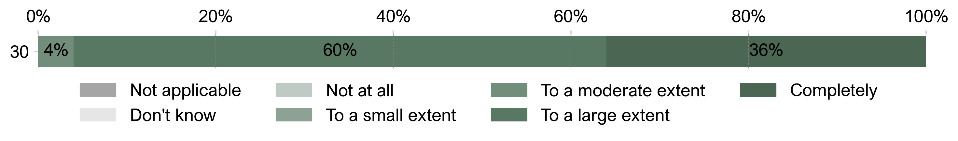 0% 20% 40% 60% 80% 100%
30 4% 60% 36%
Not applicable Not at all To a moderate extent Completely
Don't know To a small extent To a large extent